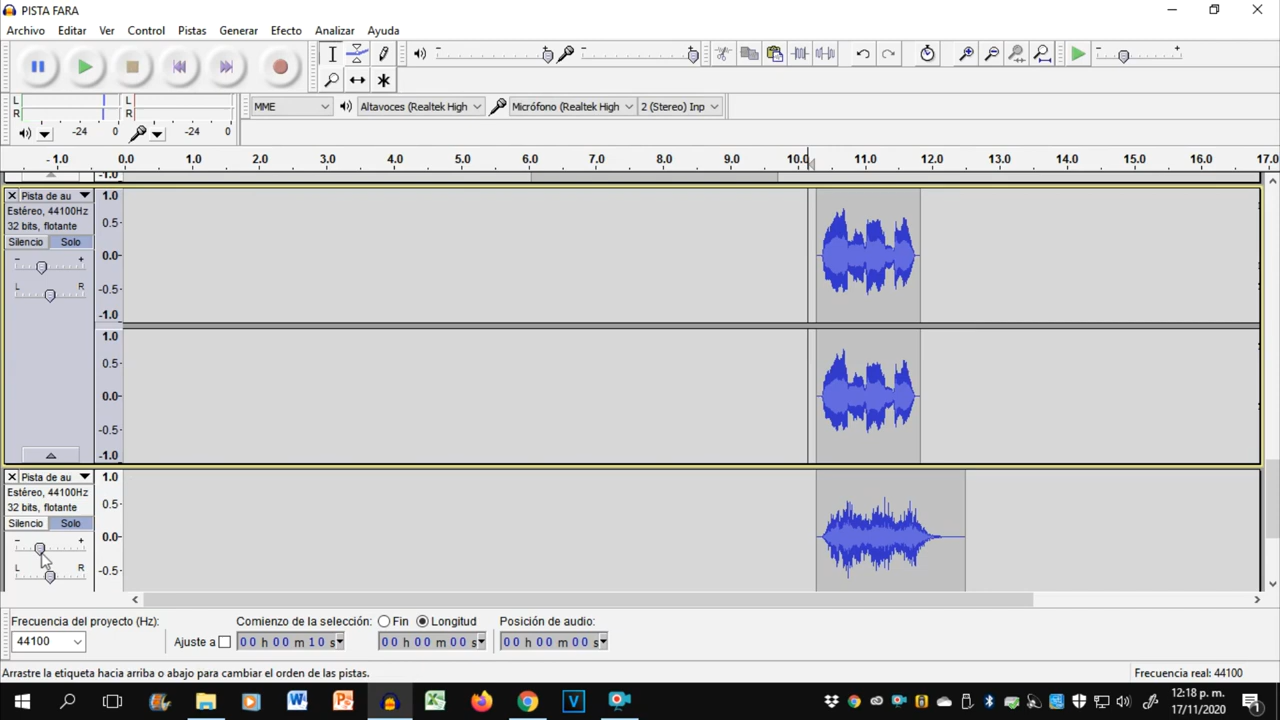 PISTA FARA
Archivo Editar Ver Control Pistas Generar Efecto Analizar Ayuda
L L
R R
-24 0 -24 0
MME Altavoces (Realtek High Micrófono (Realtek High 2 (Stereo) Inp
- 1.0 0.0 1.0 2.0 3.0 4.0 5.0 6.0 7.0 8.0 9.0 10.0 11.0 12.0 13.0 14.0 15.0 16.0 17.0
-1.0
Pista de au 1.0
Estéreo, 44100Hz
32 bits, flotante 0.5
Silencio Solo
- + 0.0
L R -0.5
-1.0
1.0
0.5
0.0
-0.5
-1.0
Pista de au 1.0
Estéreo, 44100Hz
32 bits, flotante 0.5
Silencio Solo
- + 0.0
L R -0.5
Frecuencia del proyecto (Hz): Comienzo de la selección: Fin Longitud Posición de audio:
44100 Ajuste a 00 h 00 m 10 s 00 h 00 m 00 s 00 h 00 m 00 s
Arrastre la etiqueta hacia arriba o abajo para cambiar el orden de las pistas. Frecuencia real: 44100
12:18 p. m.
17/11/2020